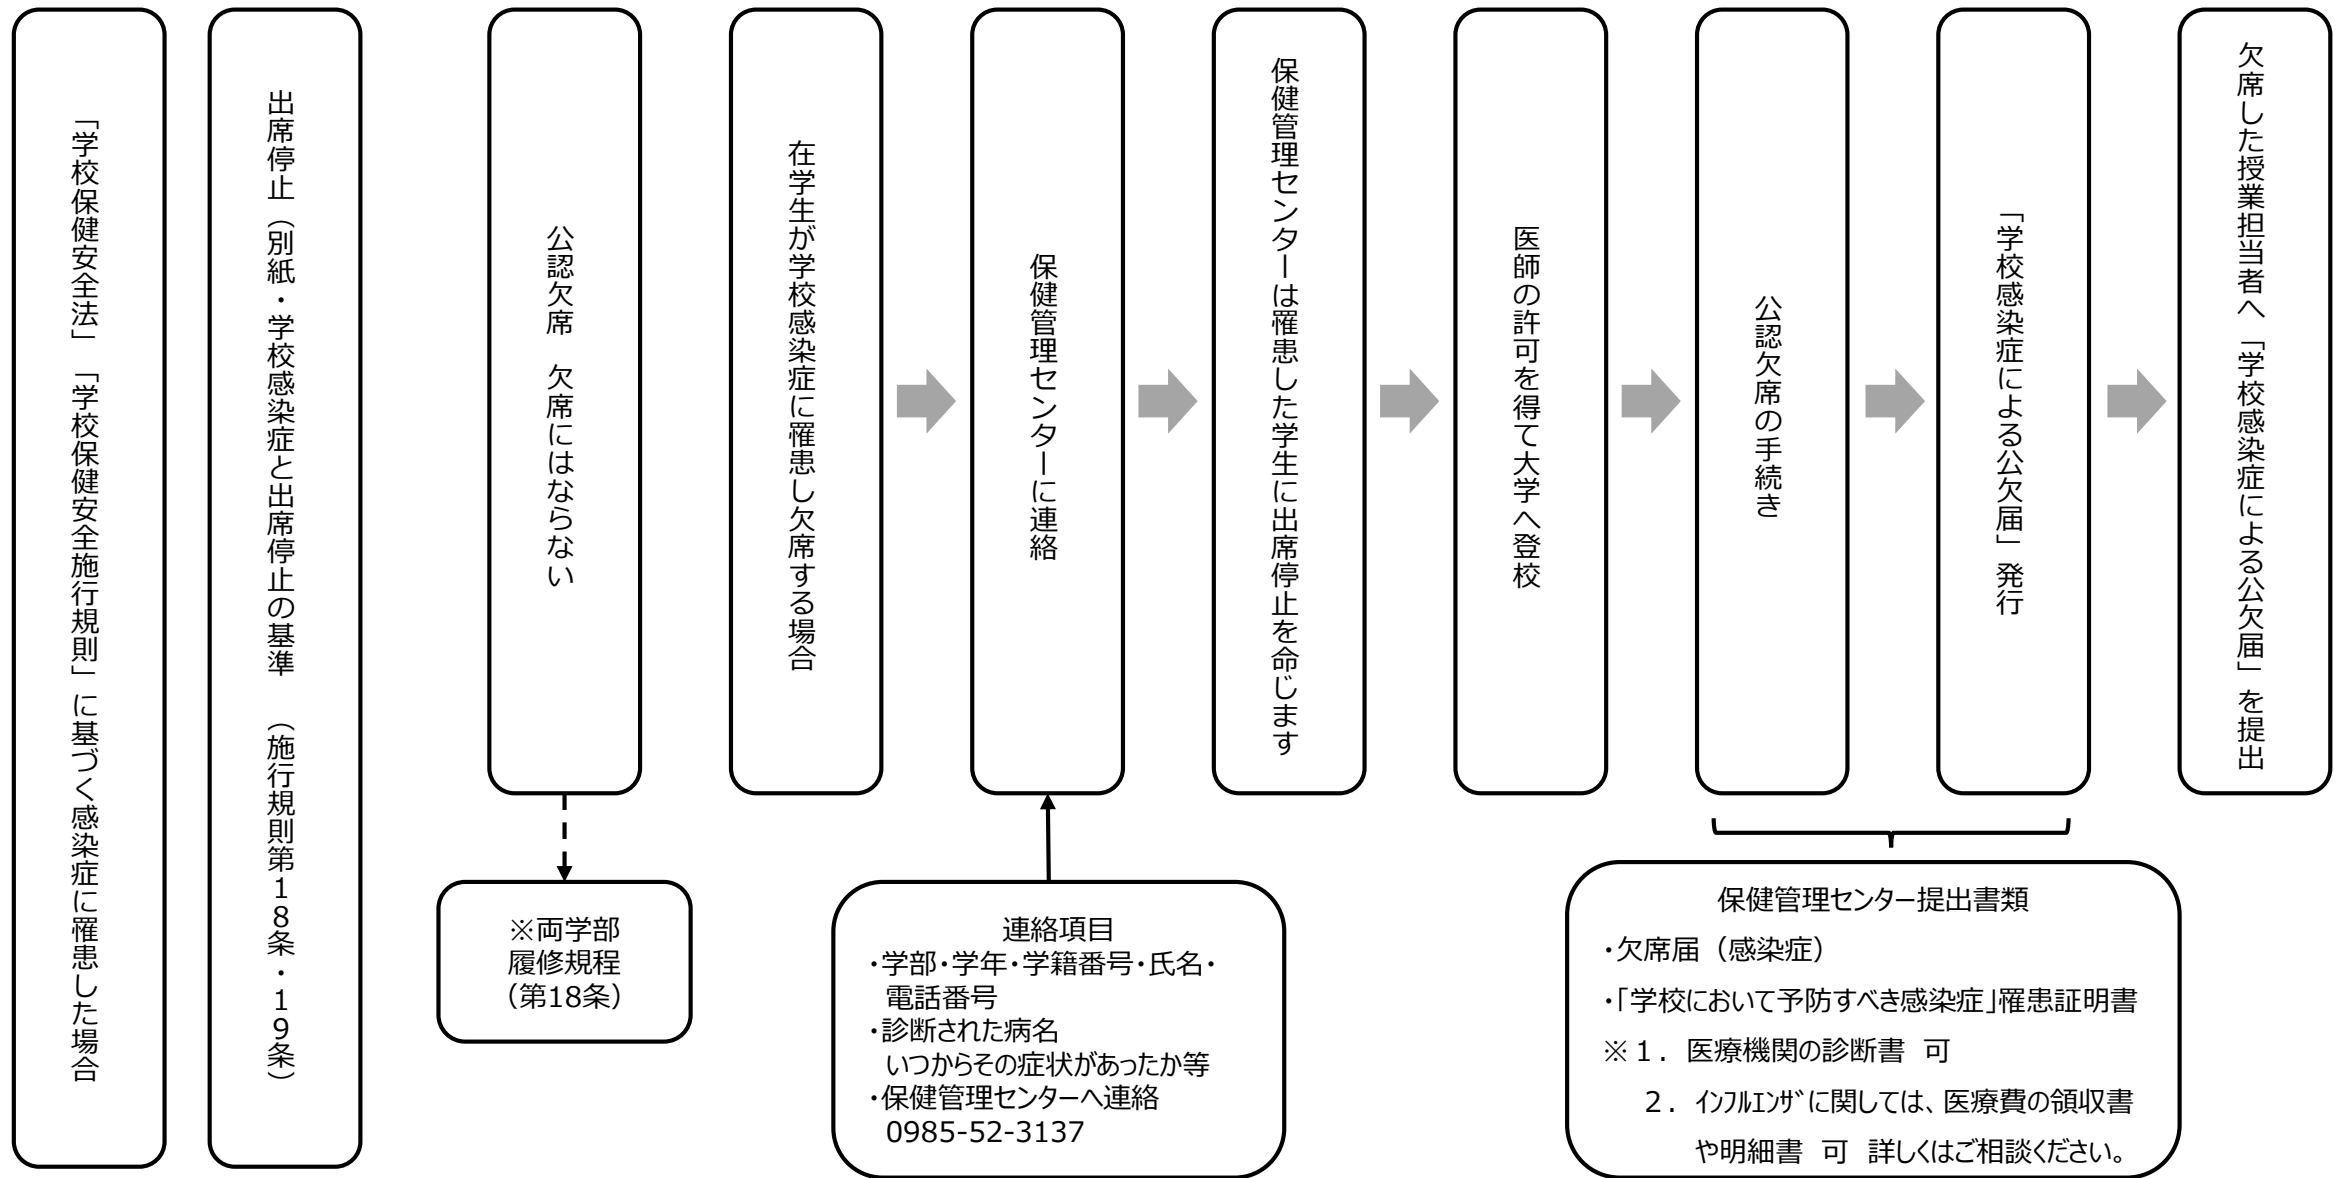 「学校保健安全法」「学校保健安全施行規則」に基づく感染症に罹患した場合
出席停止（別紙・学校感染症と出席停止の基準　（施行規則第１８条・１９条）
公認欠席　欠席にはならない
※両学部
履修規程
（第18条）
在学生が学校感染症に罹患し欠席する場合
保健管理センターに連絡
連絡項目
・学部・学年・学籍番号・氏名・
電話番号
・診断された病名
いつからその症状があったか等
・保健管理センターへ連絡
0985-52-3137
保健管理センターは罹患した学生に出席停止を命じます
医師の許可を得て大学へ登校
公認欠席の手続き
「学校感染症による公欠届」発行
保健管理センター提出書類
・欠席届（感染症）
・「学校において予防すべき感染症」罹患証明書
※１．医療機関の診断書　可
２．ｲﾝﾌﾙｴﾝｻﾞに関しては、医療費の領収書
や明細書　可　詳しくはご相談ください。
欠席した授業担当者へ「学校感染症による公欠届」を提出